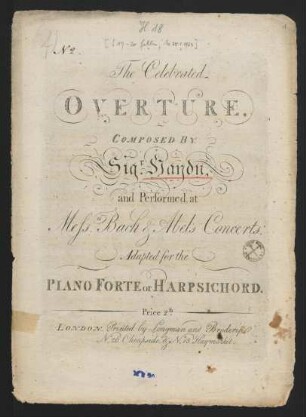 N.º
The Celebrated
OVERTURE.
COMPOSED BY
Sig.r Haydn.
and Performed at
Mess.rs Bach & Abels Concerts.
Adapted for the
PIANO FORTE or HARPSICHORD.
Price 2.s
LONDON. Printed by Longman and Broderip
N.º 26 Cheapside, & N.º 13 Haymarket.